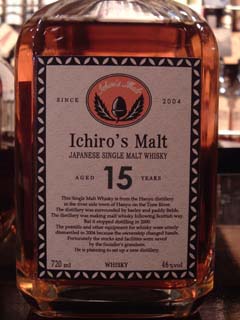 Ichiro's Malt
SINCE 2004
Ichiro's Malt
JAPANESE SINGLE MALT WHISKY
AGED 15 YEARS
This Single Malt Whisky is from the Hanyu distillery
in the river side town of Hanyu on the Tone River.
The distillery was surrounded by barley and paddy fields.
The distillery was making malt whisky following Scottish way.
But it stopped distilling in 2000.
The potstills and other equipment for whisky were utterly
dismantled in 2004 because the ownership changed hands.
Fortunately the stocks and facilities were saved
by the founder's grandson.
He is planning to set up a new distillery.
720 ml WHISKY 46%vol